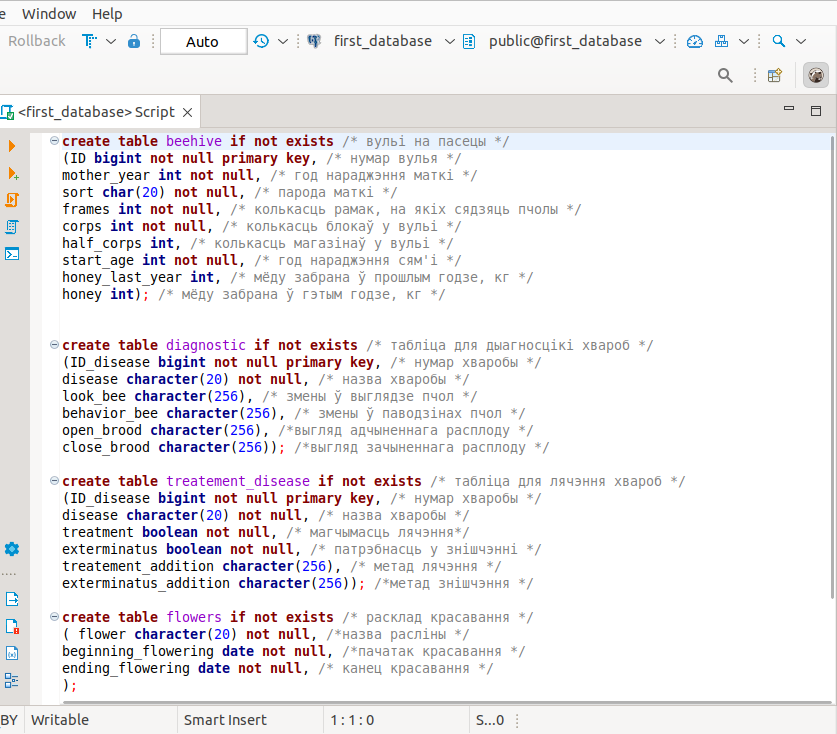 Window Help
Rollback Auto first_database public@first_database
<first_database> Script
create table beehive if not exists /* вульі на пасецы */
(ID bigint not null primary key, /* нумар вулья */
mother_year int not null, /* год нараджэння маткі */
sort char(20) not null, /* парода маткі */
frames int not null, /* колькасць рамак, на якіх сядзяць пчолы */
corps int not null, /* колькасць блокаў у вульі */
half_corps int, /* колькасць магазінаў у вульі */
start_age int not null, /* год нараджэння сям'і */
honey_last_year int, /* мёду забрана ў прошлым годзе, кг */
honey int); /* мёду забрана ў гэтым годзе, кг */
create table diagnostic if not exists /* табліца для дыагносцікі хвароб */
(ID_disease bigint not null primary key, /* нумар хваробы */
disease character(20) not null, /* назва хваробы */
look_bee character(256), /* змены ў выглядзе пчол */
behavior_bee character(256), /* змены ў паводзінах пчол */
open_brood character(256), /*выгляд адчыненнага расплоду */
close_brood character(256)); /*выгляд зачыненнага расплоду */
create table treatement_disease if not exists /* табліца для лячэння хвароб */
(ID_disease bigint not null primary key, /* нумар хваробы */
disease character(20) not null, /* назва хваробы */
treatment boolean not null, /* магчымасць лячэння*/
exterminatus boolean not null, /* патрэбнасць у знішчэнні */
treatement_addition character(256), /* метад лячэння */
exterminatus_addition character(256)); /*метад знішчэння */
create table flowers if not exists /* расклад красавання */
( flower character(20) not null, /*назва расліны */
beginning_flowering date not null, /*пачатак красавання */
ending_flowering date not null, /* канец красавання */
);
BY Writable Smart Insert 1 : 1 : 0 S...0